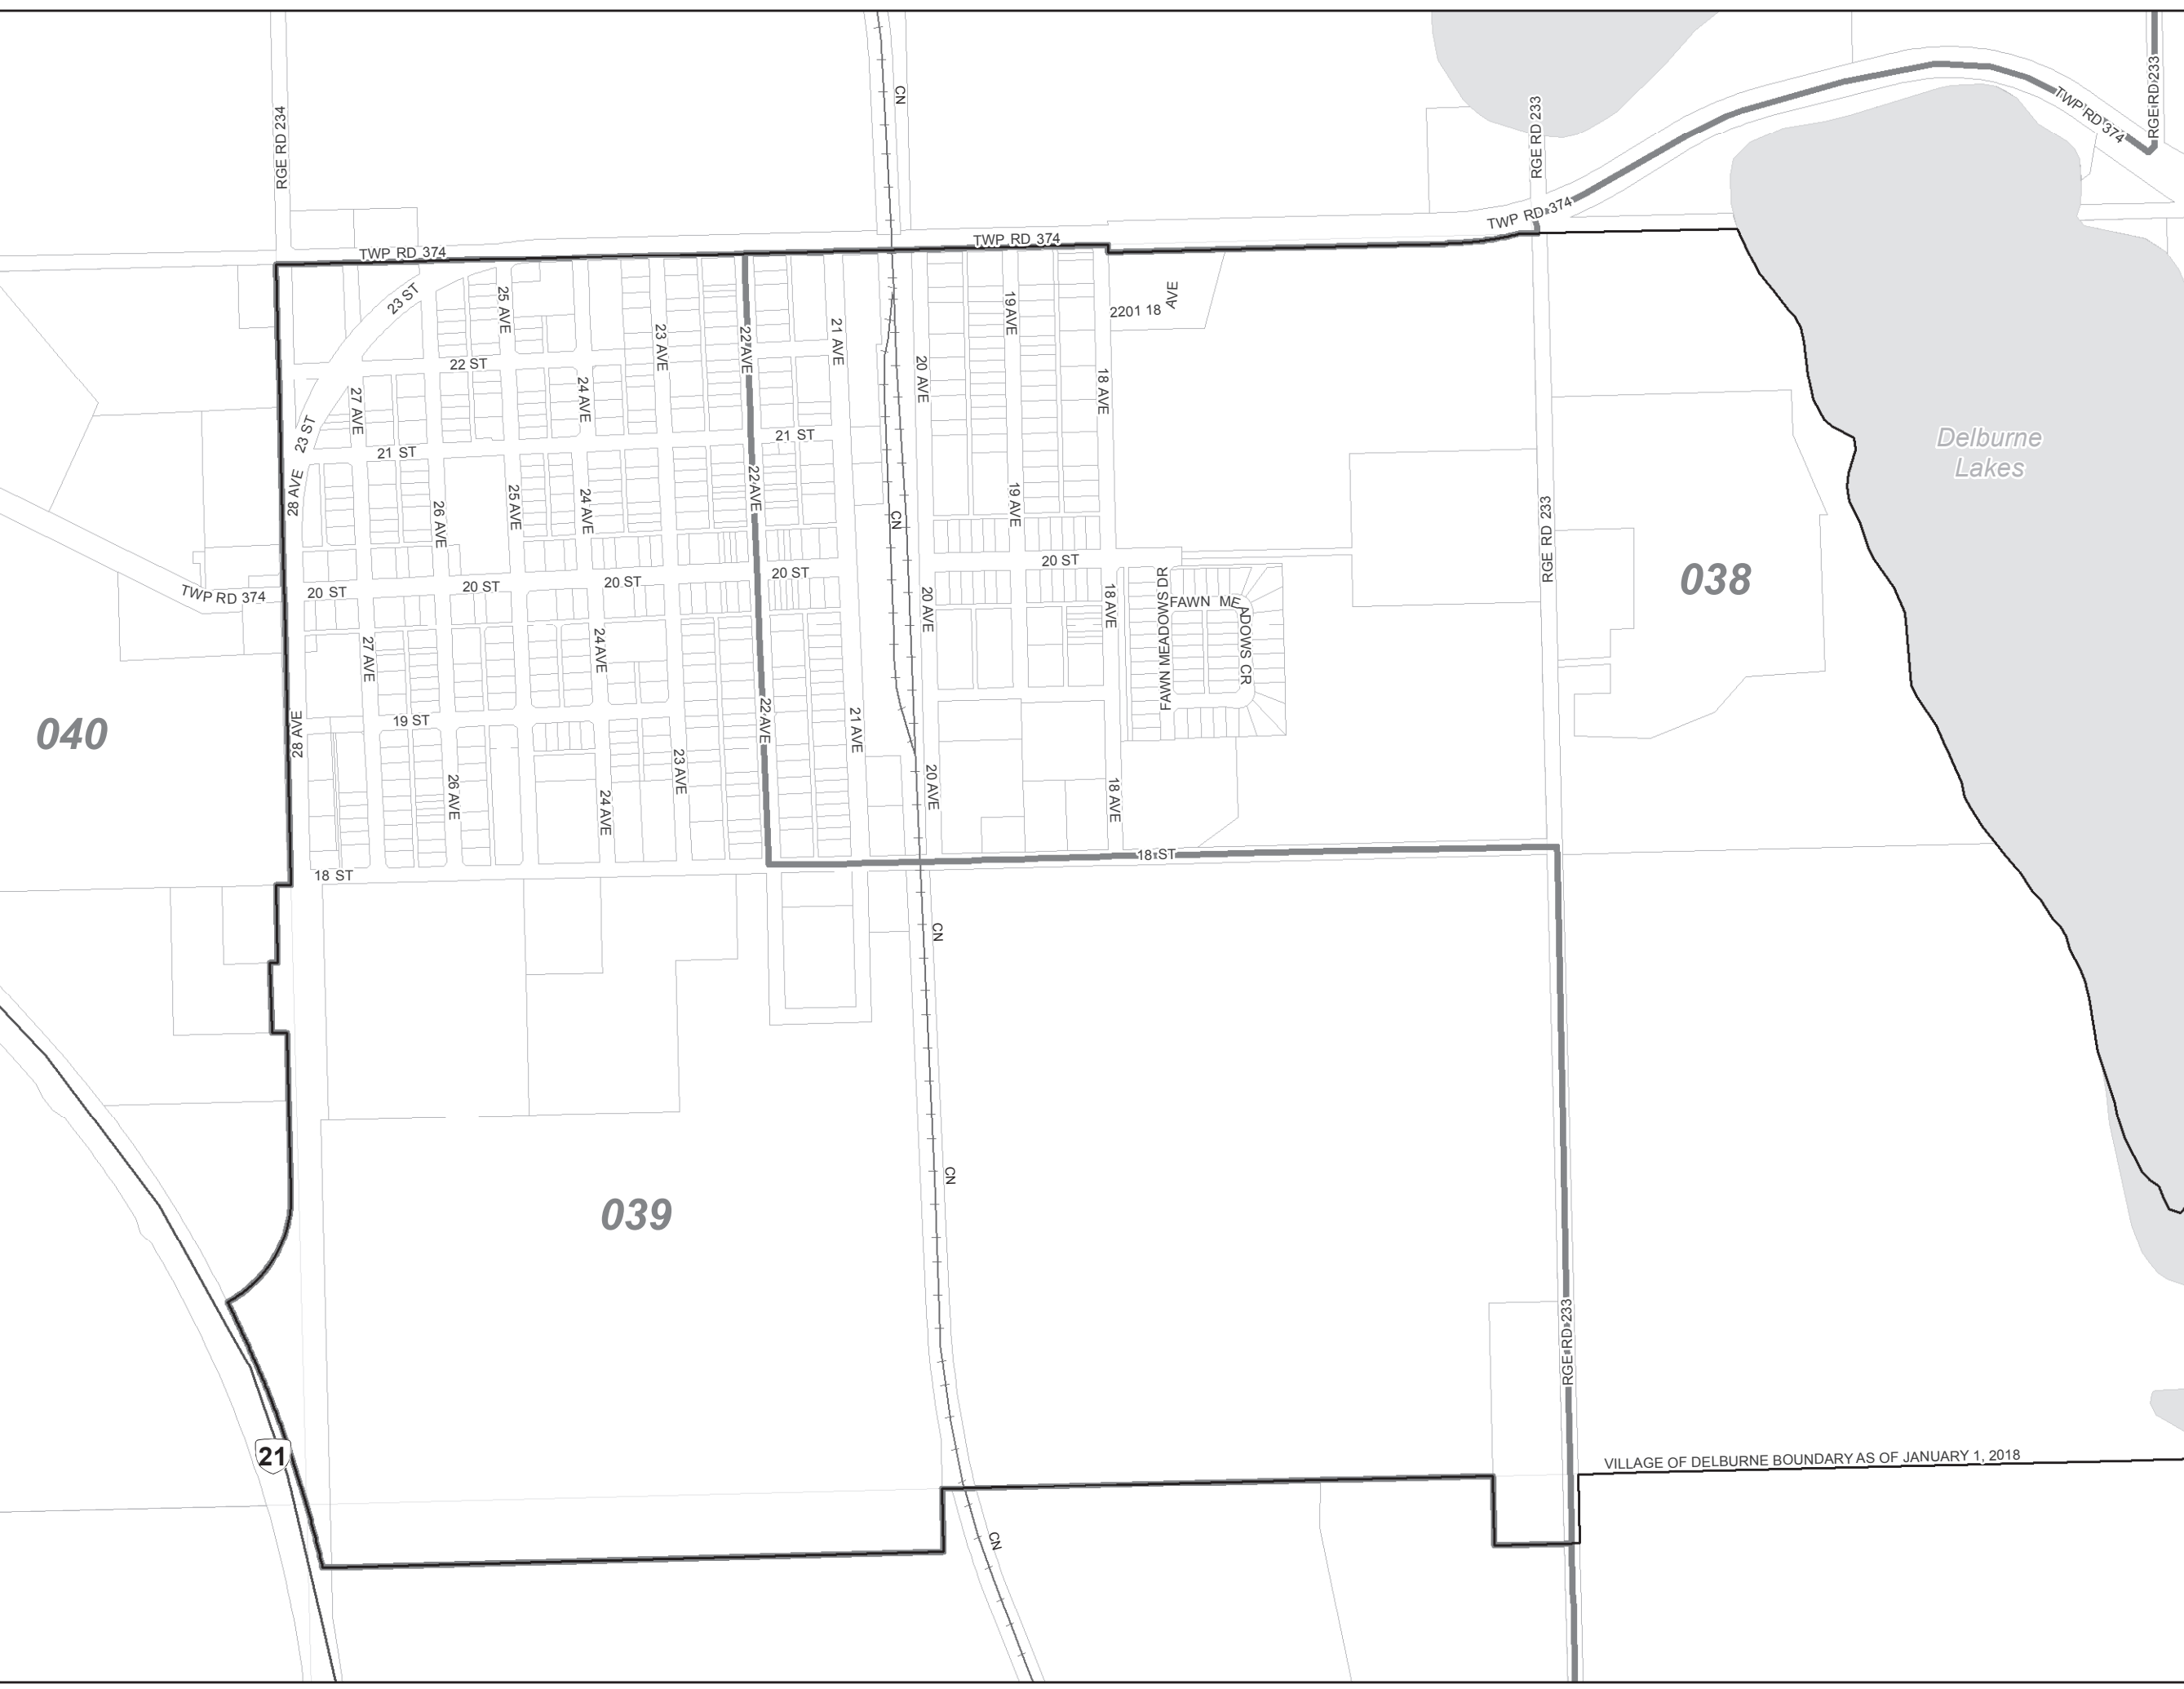 CN
RGE RD 234
RGE RD 233
RGE RD 233
TWP RD 374
TWP RD 374
TWP RD 374
TWP RD 374
23 ST
25 AVE
23 AVE
22 AVE
21 AVE
20 AVE
19 AVE
2201 18 AVE
22 ST
27 AVE
24 AVE
18 AVE
23 ST
21 ST
21 ST
Delburne
Lakes
28 AVE
26 AVE
25 AVE
24 AVE
22 AVE
CN
19 AVE
RGE RD 233
20 ST
038
TWP RD 374
20 ST
20 ST
20 ST
20 ST
20 AVE
18 AVE
FAWN MEADOWS DR
FAWN MEADOWS CR
27 AVE
24 AVE
040
28 AVE
19 ST
22 AVE
21 AVE
26 AVE
24 AVE
23 AVE
20 AVE
18 AVE
18 ST
18 ST
CN
CN
039
RGE RD 233
21
VILLAGE OF DELBURNE BOUNDARY AS OF JANUARY 1, 2018
CN